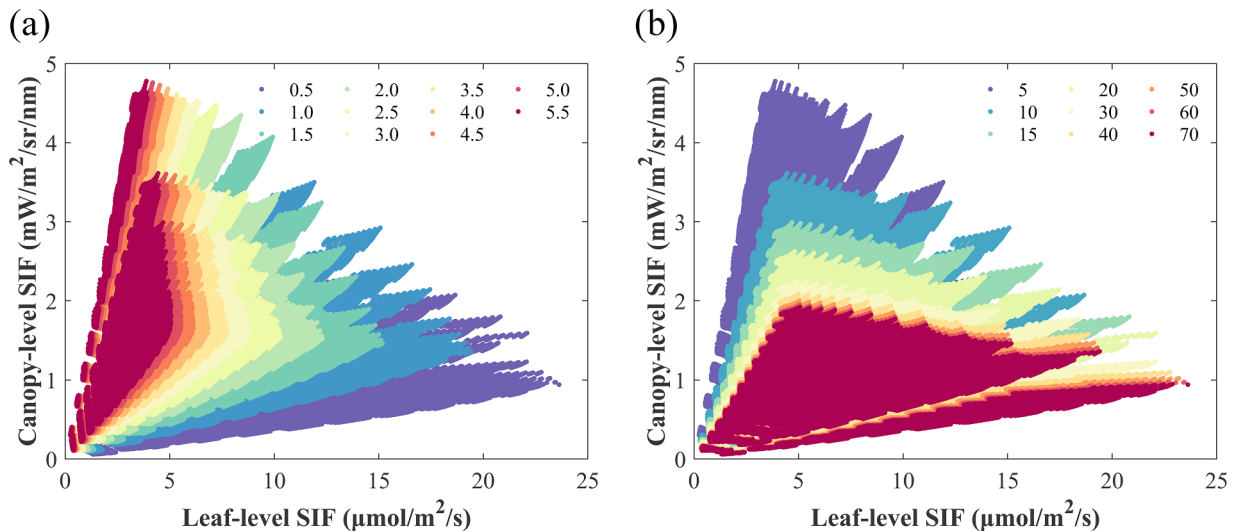 (a)
5
4
3
2
1
0
Canopy-level SIF (mW/m²/sr/nm)
0.5 2.0 3.5 5.0
1.0 2.5 4.0 5.5
1.5 3.0 4.5
0 5 10 15 20 25
Leaf-level SIF (μmol/m²/s)
(b)
5
4
3
2
1
0
Canopy-level SIF (mW/m²/sr/nm)
5 20 50
10 30 60
15 40 70
0 5 10 15 20 25
Leaf-level SIF (μmol/m²/s)